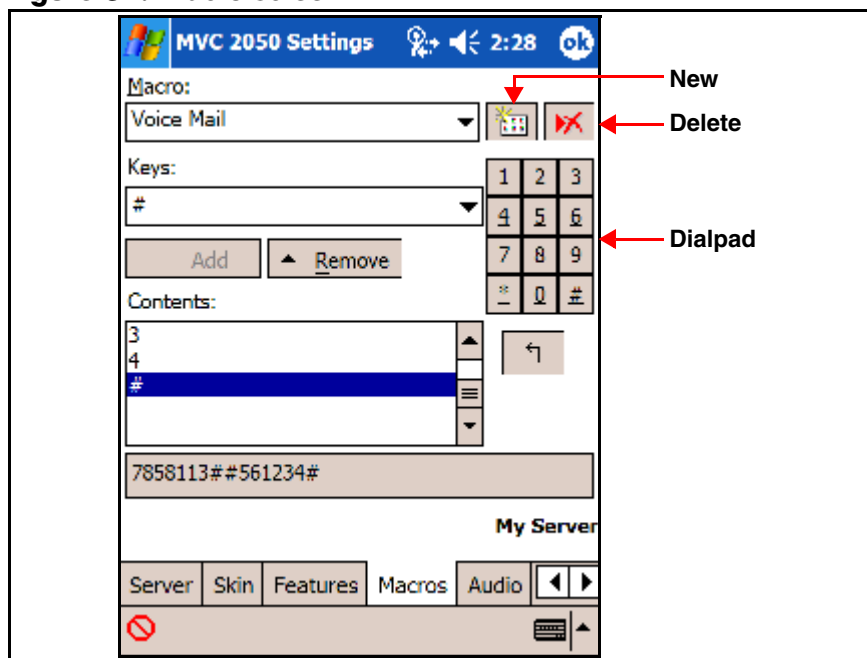 MVC 2050 Settings 2:28 ok
New
Macro:
Voice Mail
Delete
Keys:
1 2 3
#
4 5 6
Dialpad
Add Remove
7 8 9
* 0 #
Contents:
3
4
#
7858113##561234#
My Server
Server Skin Features Macros Audio